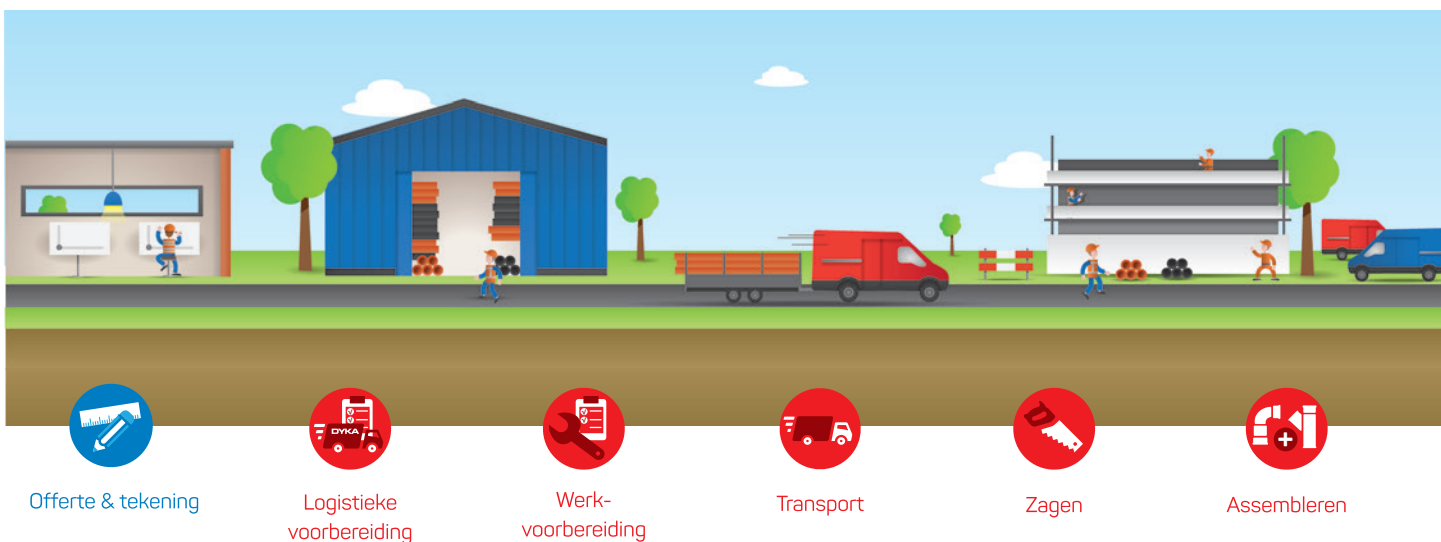 DYKA
Offerte & tekening
Logistieke
voorbereiding
Werk-
voorbereiding
Transport
Zagen
Assembleren